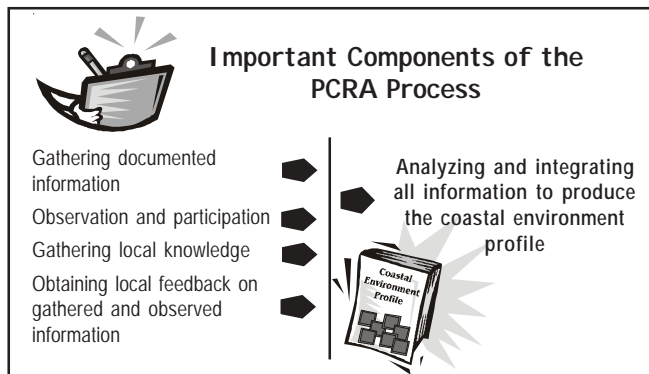 Important Components of the
PCRA Process
Gathering documented
information
Observation and participation
Gathering local knowledge
Obtaining local feedback on
gathered and observed
information
Analyzing and integrating
all information to produce
the coastal environment
profile
Coastal
Environment
Profile